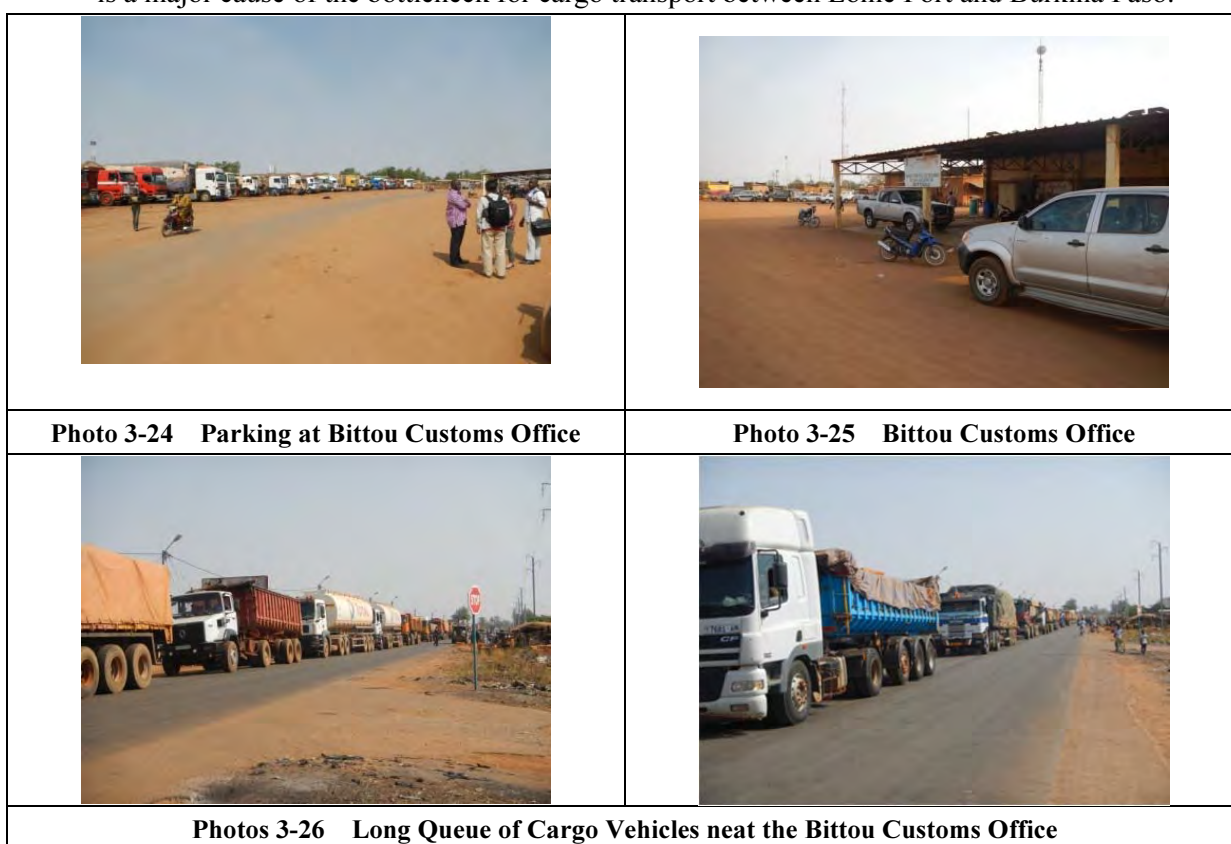 is a major cause of the bottleneck for cargo transport between Lomé Port and Burkina Faso.
Photo 3-24 Parking at Bittou Customs Office
Photo 3-25 Bittou Customs Office
STOP
CF
Photos 3-26 Long Queue of Cargo Vehicles neat the Bittou Customs Office